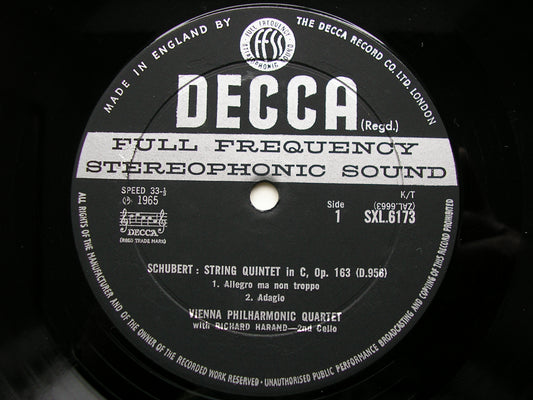 MADE IN ENGLAND BY THE DECCA RECORD CO. LTD. LONDON
FULL FREQUENCY
ffss
STEREOPHONIC SOUND
DECCA
(Regd.)
FULL FREQUENCY
STEREOPHONIC SOUND
SPEED 33-⅓
℗ 1965
DECCA
(REGD TRADE MARK)
K/T
(ZAL.6663)
Side
1
SXL.6173
SCHUBERT : STRING QUINTET in C, Op. 163 (D.956)
1. Allegro ma non troppo
2. Adagio
VIENNA PHILHARMONIC QUARTET
with RICHARD HARAND—2nd Cello
ALL RIGHTS OF THE MANUFACTURER AND OF THE OWNER OF THE RECORDED WORK RESERVED · UNAUTHORISED PUBLIC PERFORMANCE BROADCASTING AND COPYING OF THIS RECORD PROHIBITED